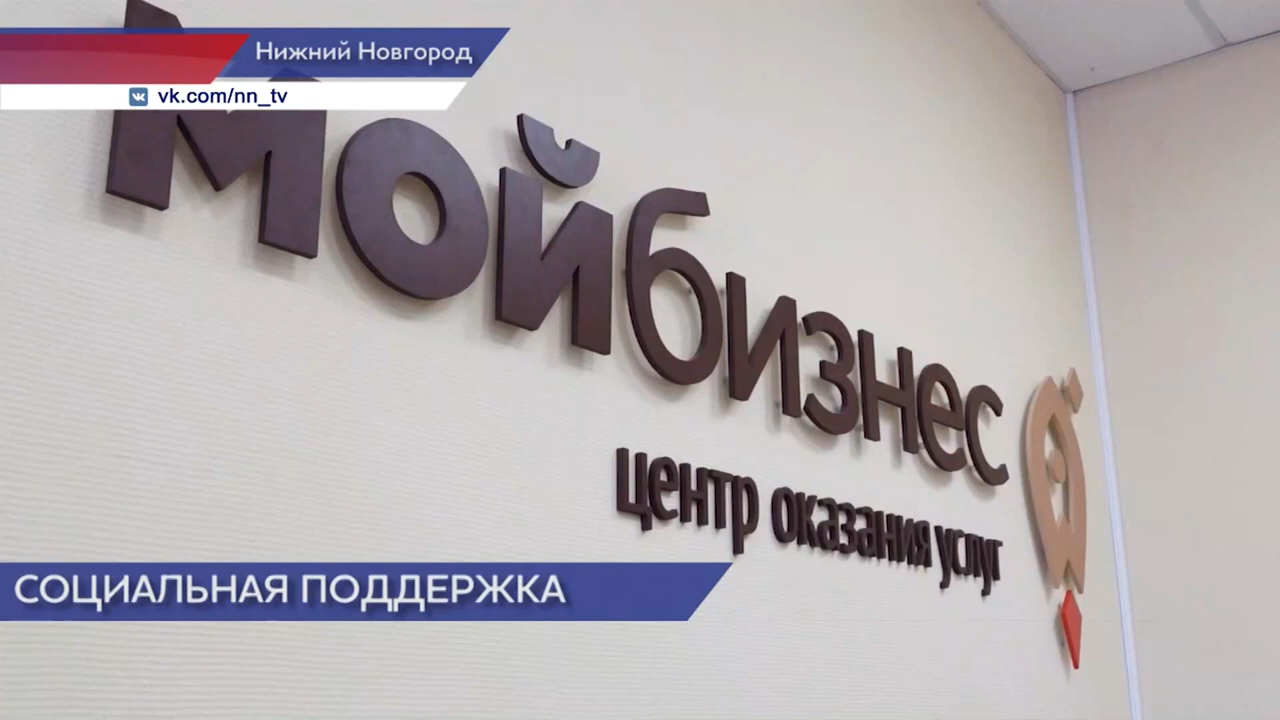 Нижний Новгород
vk.com/nn_tv
Мойбизнес
центр оказания услуг
СОЦИАЛЬНАЯ ПОДДЕРЖКА